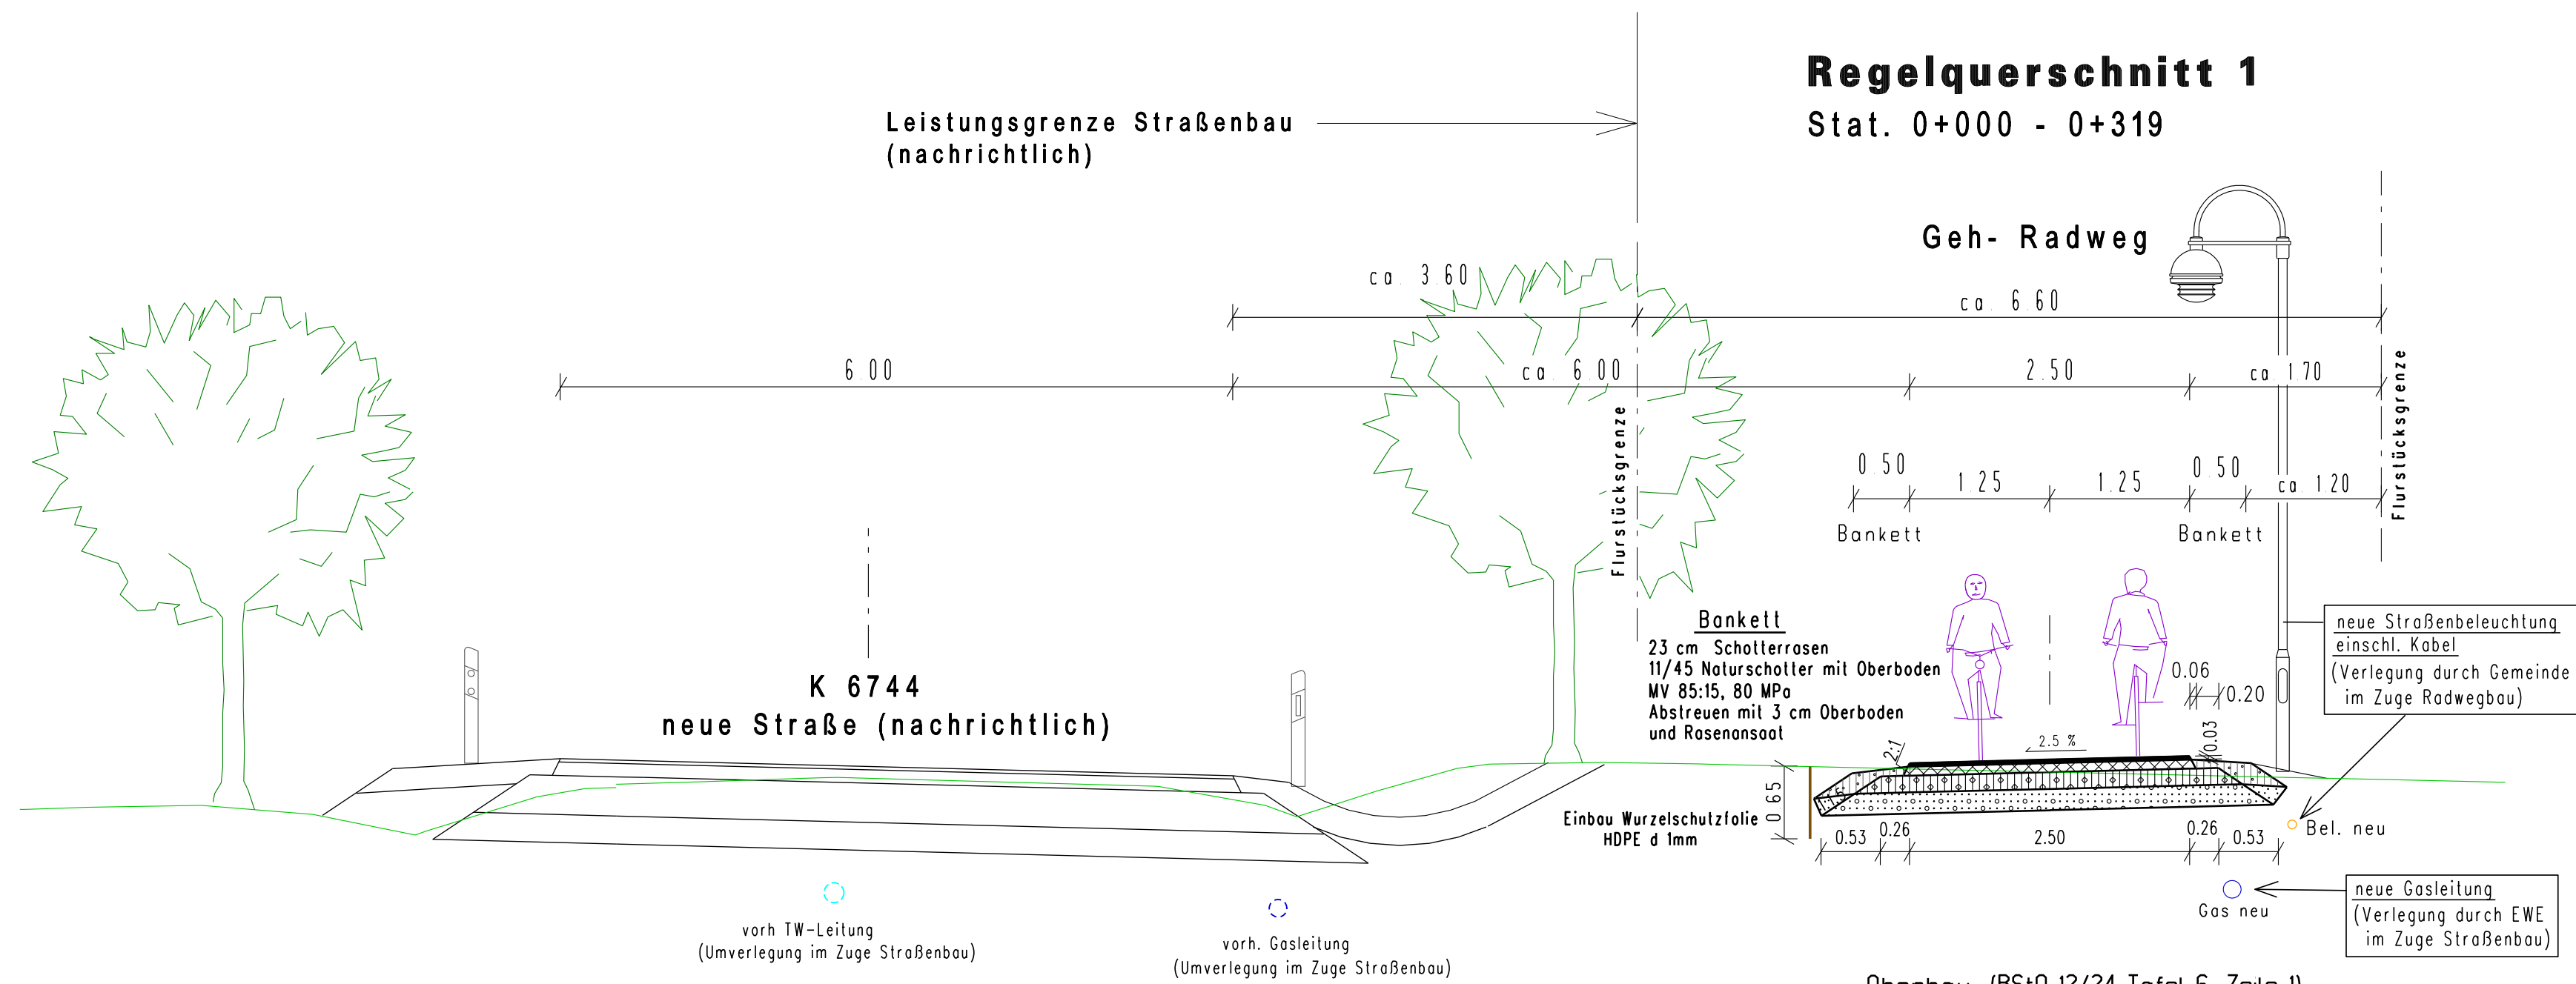 Regelquerschnitt 1
Stat. 0+000 - 0+319
Leistungsgrenze Straßenbau
(nachrichtlich)
Geh- Radweg
ca. 3.60
ca. 6.60
6.00
ca. 6.00
2.50
ca. 1.70
Flurstücksgrenze
Flurstücksgrenze
0.50
1.25
1.25
0.50
ca. 1.20
Bankett
Bankett
K 6744
neue Straße (nachrichtlich)
Bankett
23 cm Schotterrasen
11/45 Naturschotter mit Oberboden
MV 85:15, 80 MPa
Abstreuen mit 3 cm Oberboden
und Rasenansaat
neue Straßenbeleuchtung
einschl. Kabel
(Verlegung durch Gemeinde
im Zuge Radwegbau)
0.06
0.20
0.03
2:1
2.5 %
0.65
Einbau Wurzelschutzfolie
HDPE d 1mm
0.53
0.26
2.50
0.26
0.53
Bel. neu
Gas neu
neue Gasleitung
(Verlegung durch EWE
im Zuge Straßenbau)
vorh TW-Leitung
(Umverlegung im Zuge Straßenbau)
vorh. Gasleitung
(Umverlegung im Zuge Straßenbau)